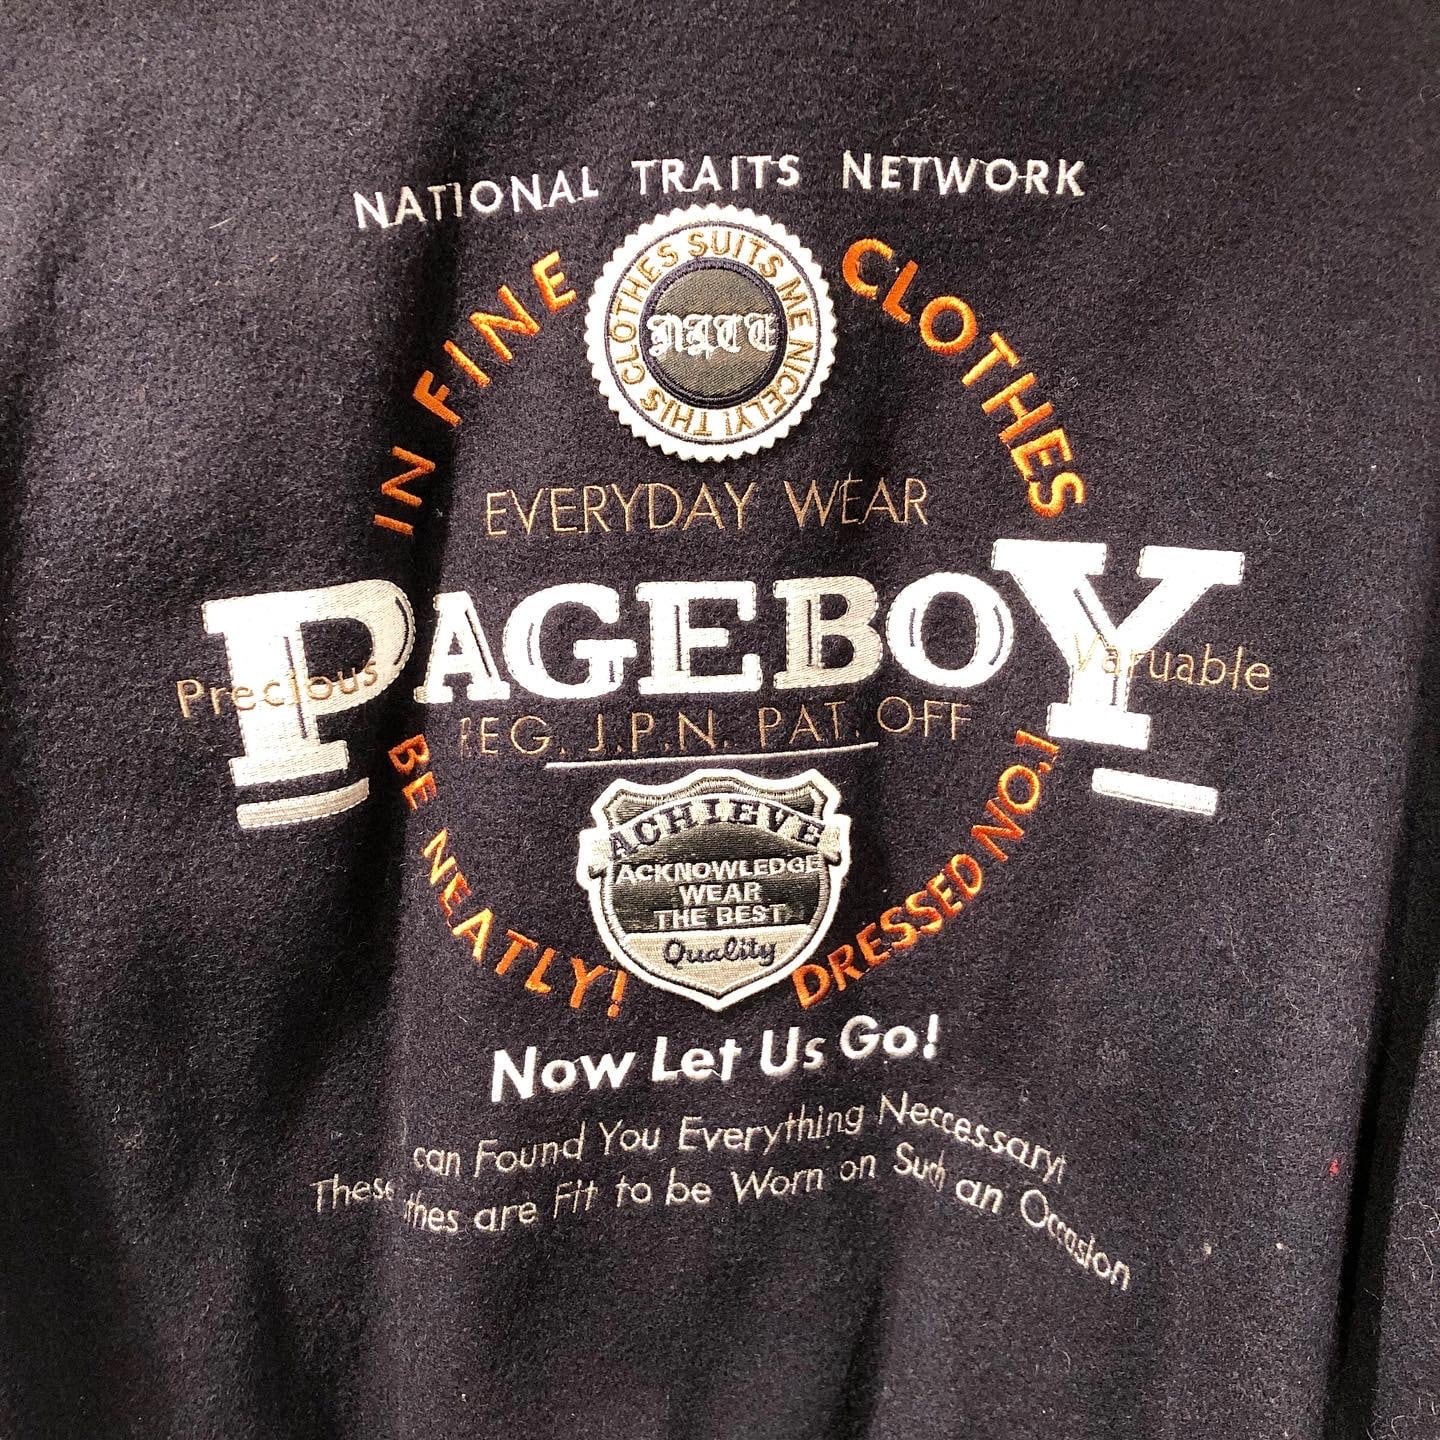 NATIONAL TRAITS NETWORK
IN FINE CLOTHES
THIS CLOTHES SUITS ME NICELY!
EVERYDAY WEAR
PAGEBOY
Precious Valuable
REG. J.P.N. PAT. OFF
BE NEATLY! DRESSED NO.1!
ACHIEVE
ACKNOWLEDGE
WEAR
THE BEST
Quality
Now Let Us Go!
can Found You Everything Neccessary!
These are Fit to be Worn on Such an Occasion